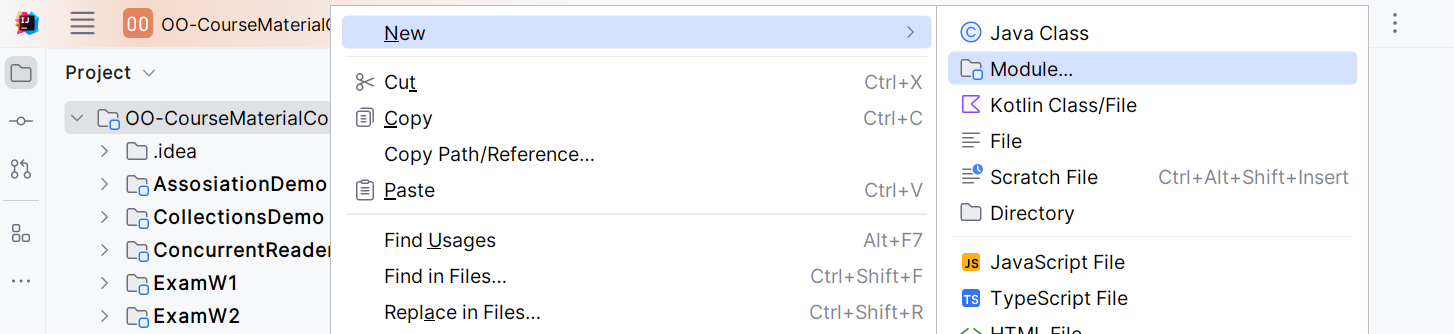 OO OO-CourseMaterialC
Project
OO-CourseMaterialCo
.idea
AssosiationDemo
CollectionsDemo
ConcurrentReader
ExamW1
ExamW2
New
Cut Ctrl+X
Copy Ctrl+C
Copy Path/Reference...
Paste Ctrl+V
Find Usages Alt+F7
Find in Files... Ctrl+Shift+F
Replace in Files... Ctrl+Shift+R
Java Class
Module...
Kotlin Class/File
File
Scratch File Ctrl+Alt+Shift+Insert
Directory
JS JavaScript File
TS TypeScript File
HTML File